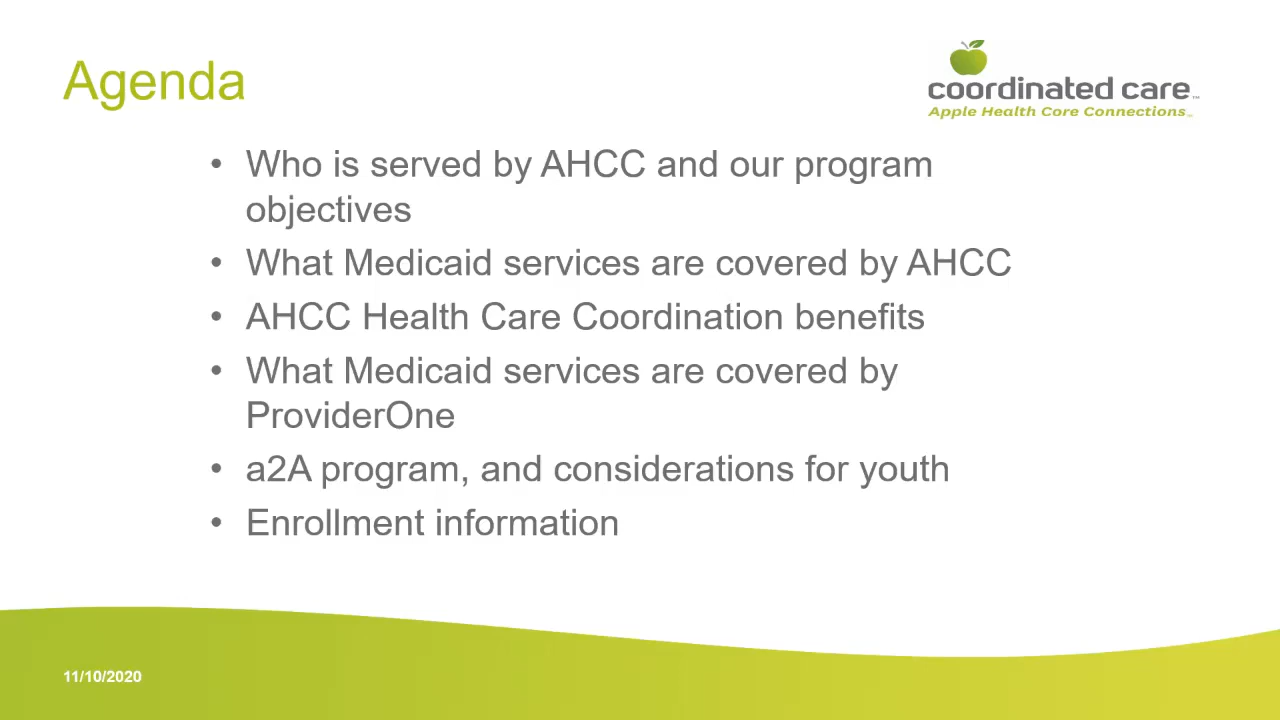 Agenda
coordinated care™
Apple Health Core Connections™
• Who is served by AHCC and our program
objectives
• What Medicaid services are covered by AHCC
• AHCC Health Care Coordination benefits
• What Medicaid services are covered by
ProviderOne
• a2A program, and considerations for youth
• Enrollment information
11/10/2020